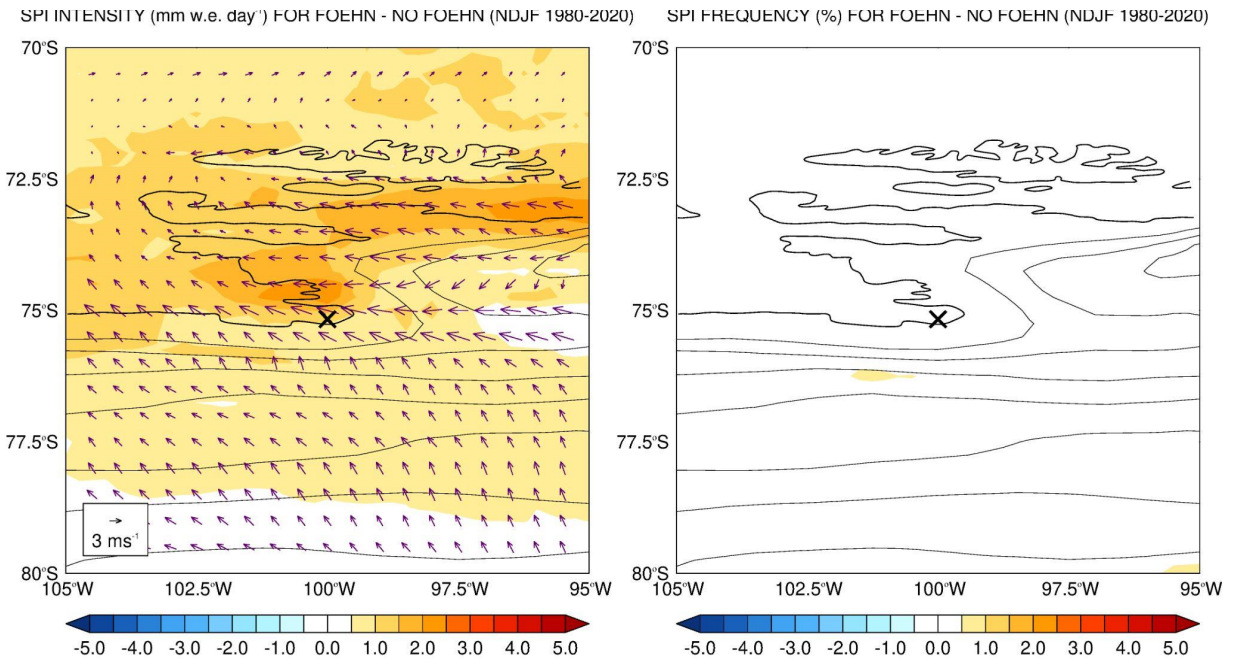 SPI INTENSITY (mm w.e. day⁻¹) FOR FOEHN - NO FOEHN (NDJF 1980-2020)
70°S
72.5°S
75°S
77.5°S
80°S
3 ms⁻¹
105°W 102.5°W 100°W 97.5°W 95°W
-5.0 -4.0 -3.0 -2.0 -1.0 0.0 1.0 2.0 3.0 4.0 5.0
SPI FREQUENCY (%) FOR FOEHN - NO FOEHN (NDJF 1980-2020)
70°S
72.5°S
75°S
77.5°S
80°S
105°W 102.5°W 100°W 97.5°W 95°W
-5.0 -4.0 -3.0 -2.0 -1.0 0.0 1.0 2.0 3.0 4.0 5.0